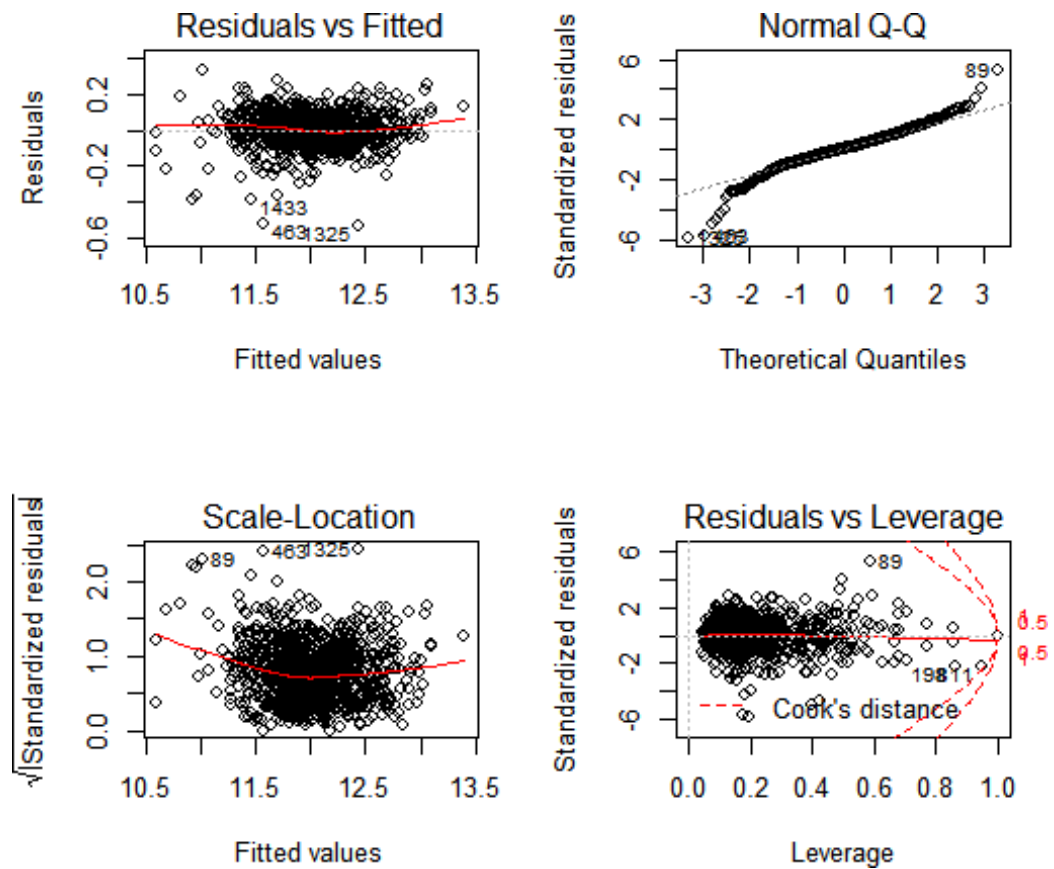 Residuals vs Fitted
Residuals
0.2
-0.2
-0.6
1433
463
1325
10.5 11.5 12.5 13.5
Fitted values
Normal Q-Q
Standardized residuals
6
2
-2
-6
89
-3 -2 -1 0 1 2 3
Theoretical Quantiles
Scale-Location
√|Standardized residuals|
2.0
1.0
0.0
89
463
1325
10.5 11.5 12.5 13.5
Fitted values
Residuals vs Leverage
Standardized residuals
6
2
-2
-6
89
1
0.5
0.5
1
Cook's distance
0.0 0.2 0.4 0.6 0.8 1.0
Leverage